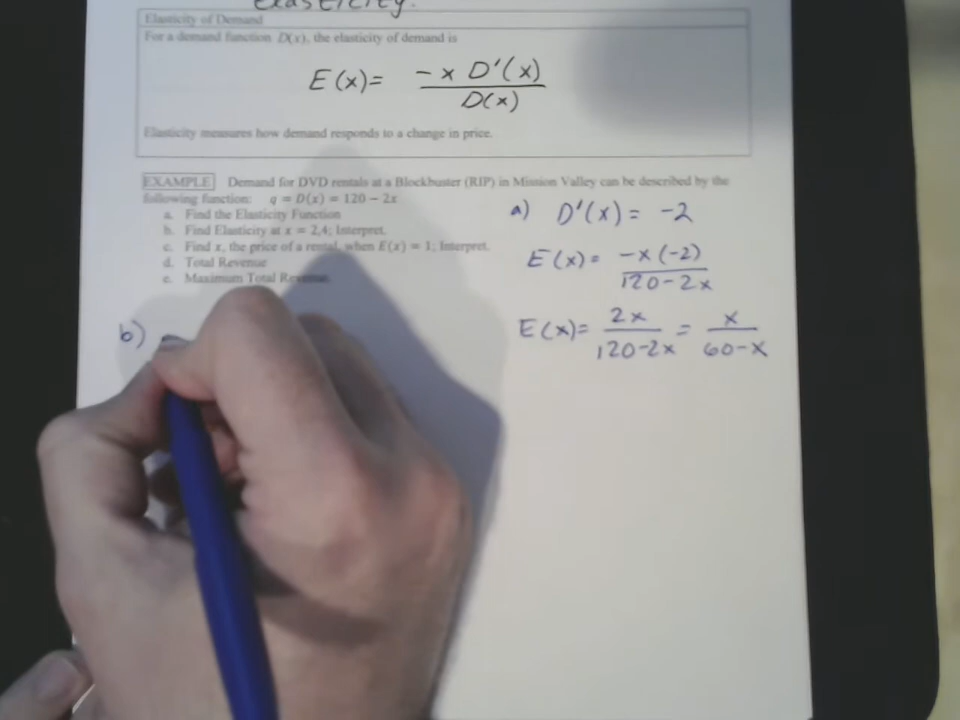 Elasticity.
Elasticity of Demand
For a demand function D(x), the elasticity of demand is
E(x)= -x D'(x) / D(x)
Elasticity measures how demand responds to a change in price.
EXAMPLE Demand for DVD rentals at a Blockbuster (RIP) in Mission Valley can be described by the
following function: q = D(x) = 120 – 2x
a. Find the Elasticity Function
b. Find Elasticity at x = 2,4; Interpret.
c. Find x, the price of a rental, when E(x) = 1; Interpret.
d. Total Revenue
e. Maximum Total Revenue
a) D'(x) = -2
E(x)= -x(-2) / 120-2x
E(x)= 2x / 120-2x = x / 60-x
b)